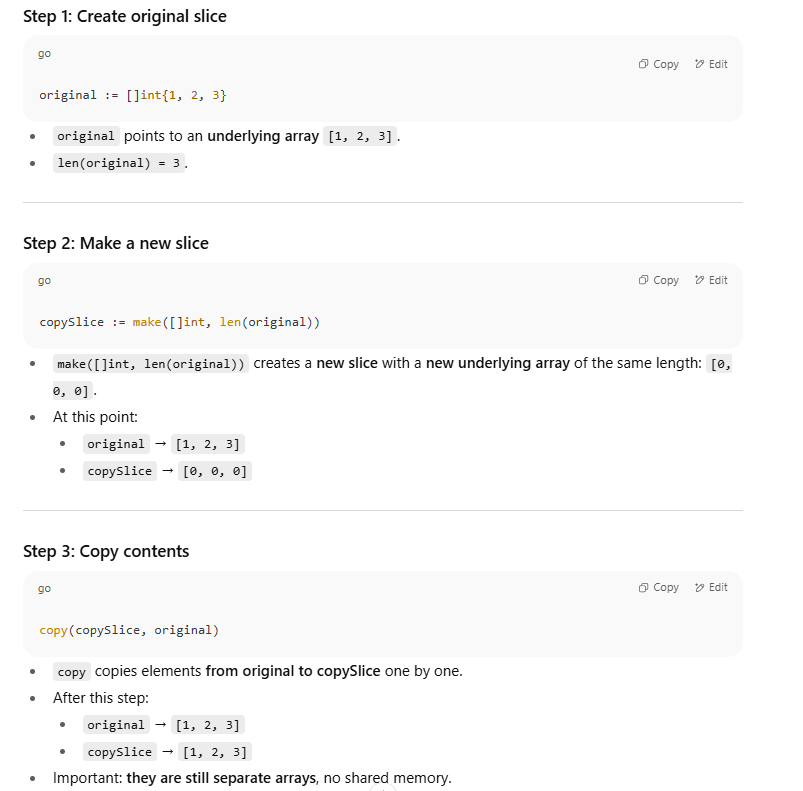 Step 1: Create original slice
go
Copy Edit
original := []int{1, 2, 3}
• original points to an underlying array [1, 2, 3].
• len(original) = 3.
Step 2: Make a new slice
go
Copy Edit
copySlice := make([]int, len(original))
• make([]int, len(original)) creates a new slice with a new underlying array of the same length: [0,
0, 0].
• At this point:
• original → [1, 2, 3]
• copySlice → [0, 0, 0]
Step 3: Copy contents
go
Copy Edit
copy(copySlice, original)
• copy copies elements from original to copySlice one by one.
• After this step:
• original → [1, 2, 3]
• copySlice → [1, 2, 3]
• Important: they are still separate arrays, no shared memory.